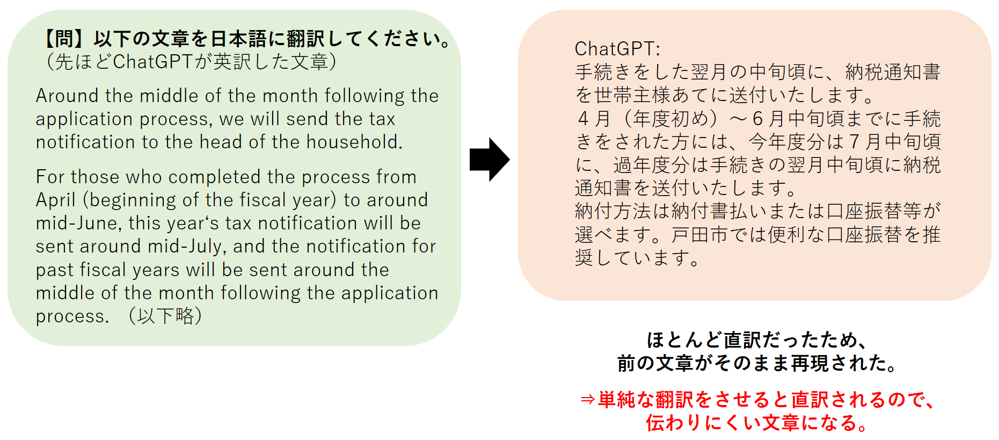 【問】以下の文章を日本語に翻訳してください。
（先ほどChatGPTが英訳した文章）
Around the middle of the month following the
application process, we will send the tax
notification to the head of the household.
For those who completed the process from
April (beginning of the fiscal year) to around
mid-June, this year‘s tax notification will be
sent around mid-July, and the notification for
past fiscal years will be sent around the
middle of the month following the application
process. （以下略）
ChatGPT:
手続きをした翌月の中旬頃に、納税通知書
を世帯主様あてに送付いたします。
４月（年度初め）～６月中旬頃までに手続
きをされた方には、今年度分は７月中旬頃
に、過年度分は手続きの翌月中旬頃に納税
通知書を送付いたします。
納付方法は納付書払いまたは口座振替等が
選べます。戸田市では便利な口座振替を推
奨しています。
ほとんど直訳だったため、
前の文章がそのまま再現された。
⇒単純な翻訳をさせると直訳されるので、
伝わりにくい文章になる。